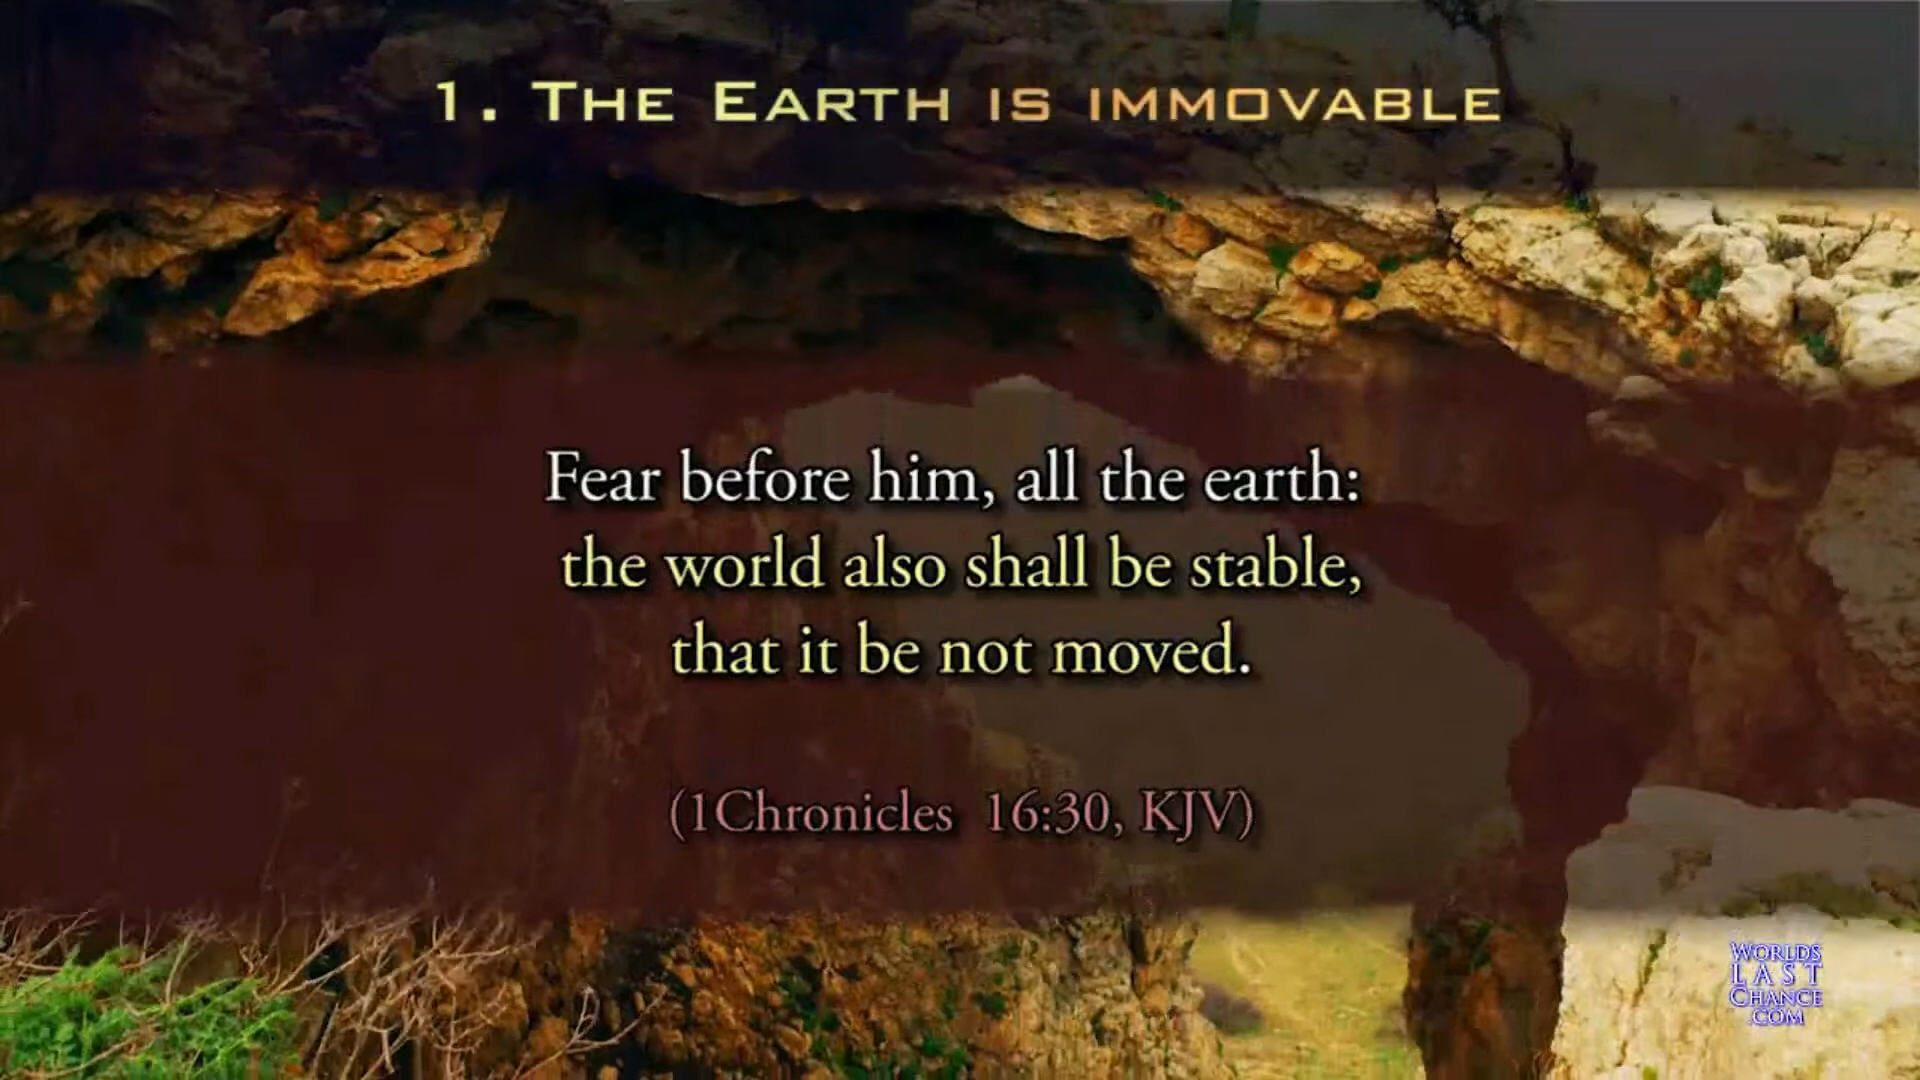 1. The Earth is immovable
Fear before him, all the earth:
the world also shall be stable,
that it be not moved.
(1Chronicles 16:30, KJV)
Worlds
Last
Chance
.com